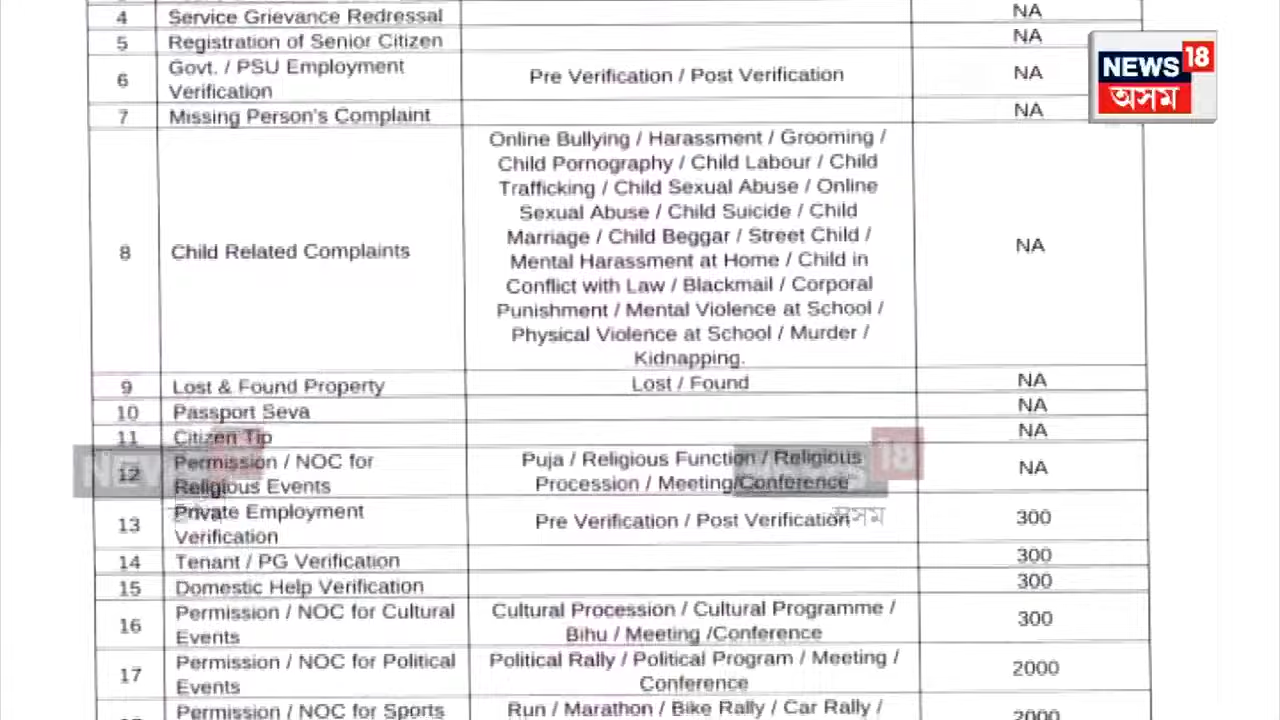 4 Service Grievance Redressal NA
5 Registration of Senior Citizen NA
6 Govt. / PSU Employment Verification Pre Verification / Post Verification NA
7 Missing Person's Complaint NA
8 Child Related Complaints NA
Online Bullying / Harassment / Grooming /
Child Pornography / Child Labour / Child
Trafficking / Child Sexual Abuse / Online
Sexual Abuse / Child Suicide / Child
Marriage / Child Beggar / Street Child /
Mental Harassment at Home / Child in
Conflict with Law / Blackmail / Corporal
Punishment / Mental Violence at School /
Physical Violence at School / Murder /
Kidnapping.
9 Lost & Found Property Lost / Found NA
10 Passport Seva NA
11 Citizen Tip NA
12 Permission / NOC for NA
Religious Events
Puja / Religious Function / Religious
Procession / Meeting/Conference
13 Private Employment 300
Verification
Pre Verification / Post Verification
14 Tenant / PG Verification 300
15 Domestic Help Verification 300
16 Permission / NOC for Cultural 300
Events
Cultural Procession / Cultural Programme /
Bihu / Meeting /Conference
17 Permission / NOC for Political 2000
Events
Political Rally / Political Program / Meeting /
Conference
Permission / NOC for Sports
Run / Marathon / Bike Rally / Car Rally /
2000
NEWS 18
অসম
NEWS 18
অসম